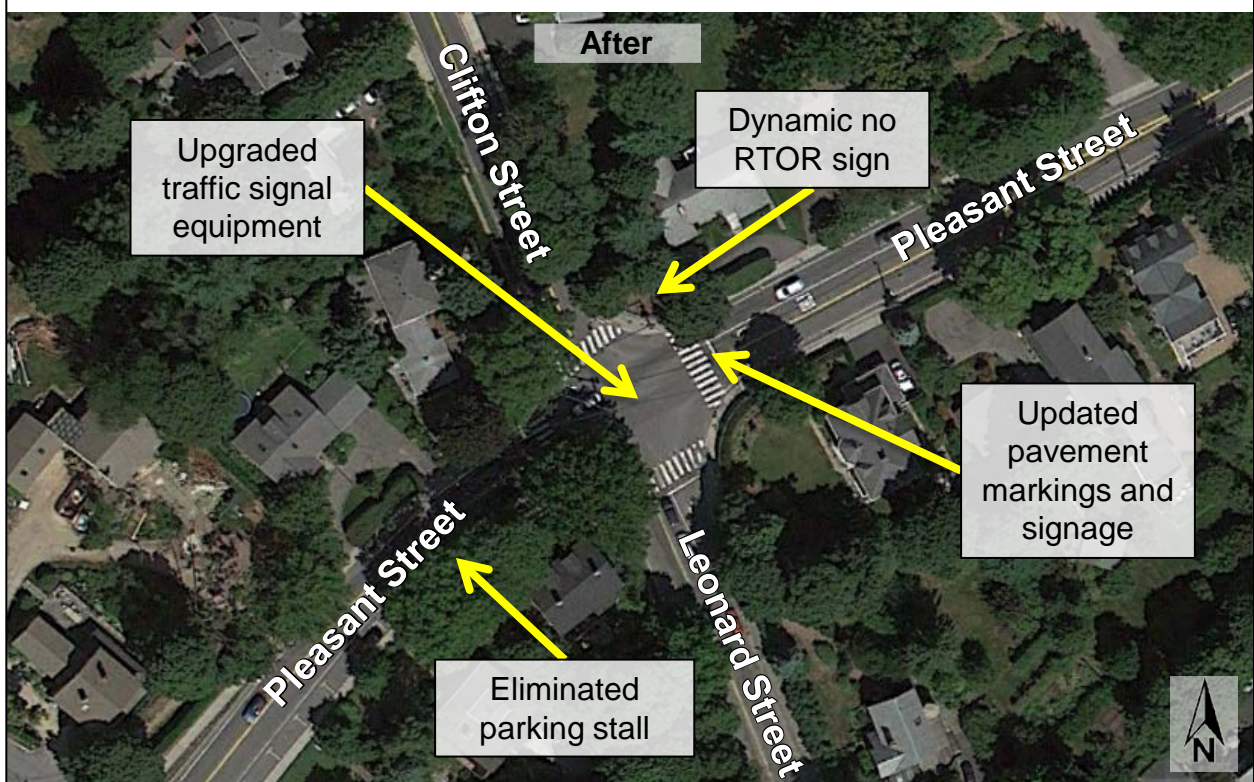 After
Clifton Street
Upgraded
traffic signal
equipment
Dynamic no
RTOR sign
Pleasant Street
Updated
pavement
markings and
signage
Pleasant Street
Leonard Street
Eliminated
parking stall
N